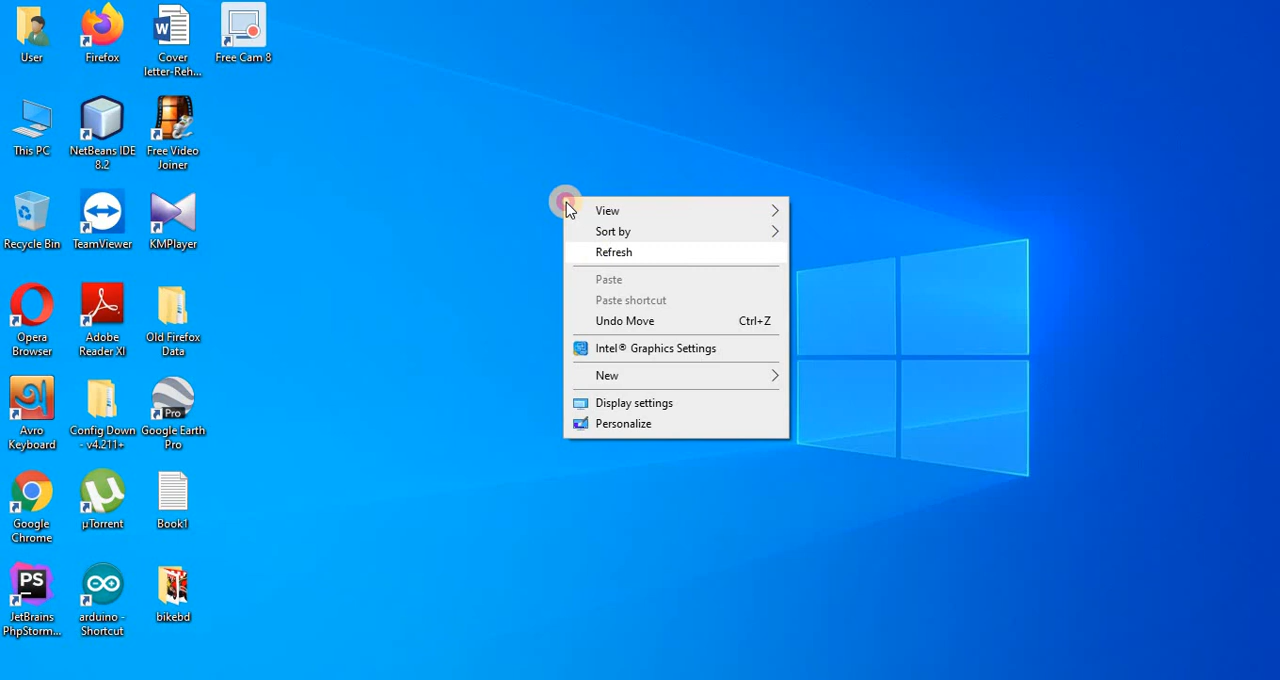 User
Firefox
Cover
letter-Reh...
Free Cam 8
This PC
NetBeans IDE
8.2
Free Video
Joiner
Recycle Bin
TeamViewer
KMPlayer
Opera
Browser
Adobe
Reader XI
Old Firefox
Data
Avro
Keyboard
Config Down
- v4.211+
Pro
Google Earth
Pro
Google
Chrome
µTorrent
Book1
PS
JetBrains
PhpStorm...
arduino -
Shortcut
bikebd
View
Sort by
Refresh
Paste
Paste shortcut
Undo Move Ctrl+Z
Intel® Graphics Settings
New
Display settings
Personalize